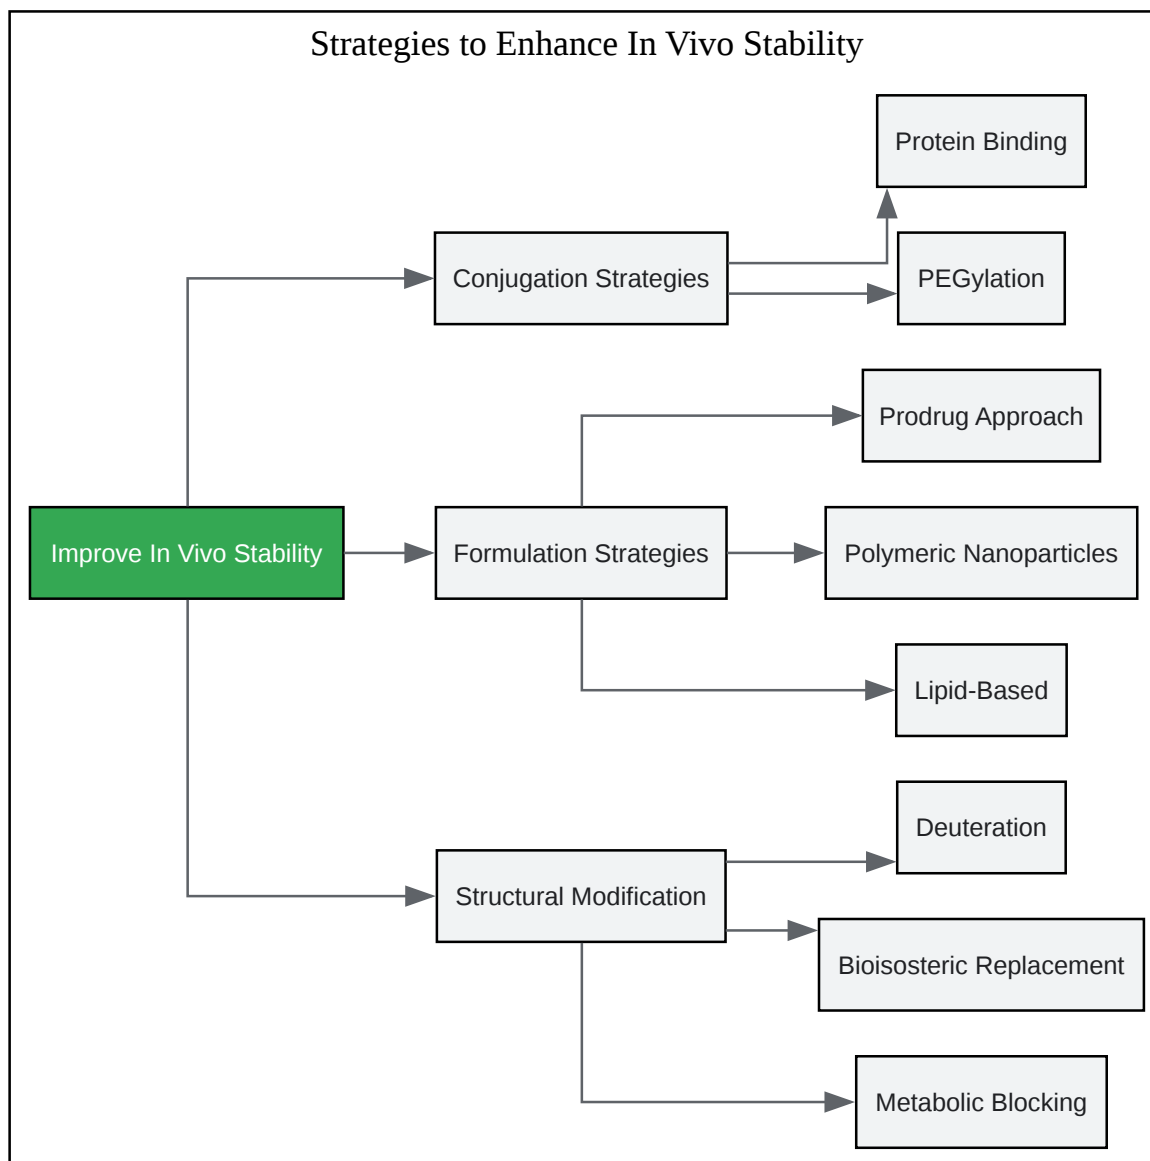 Strategies to Enhance In Vivo Stability
Protein Binding
Conjugation Strategies
PEGylation
Prodrug Approach
Improve In Vivo Stability
Formulation Strategies
Polymeric Nanoparticles
Lipid-Based
Deuteration
Structural Modification
Bioisosteric Replacement
Metabolic Blocking